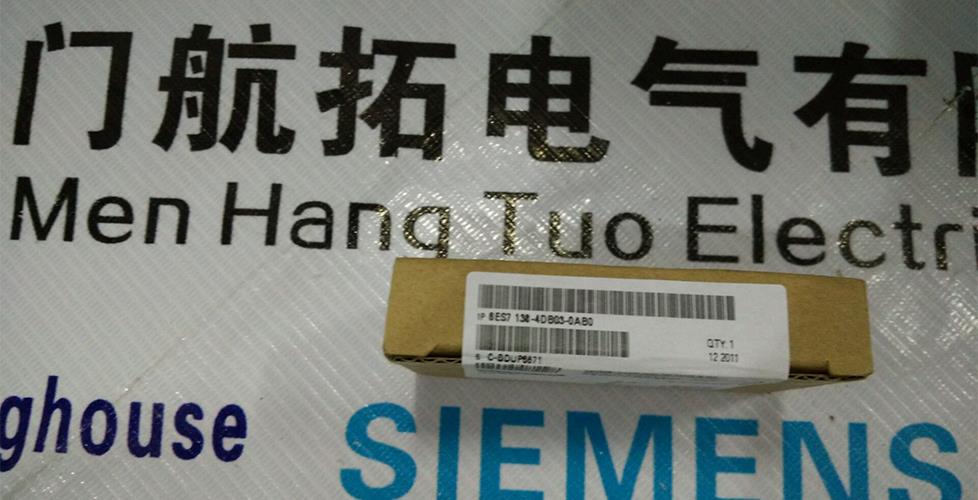 门航拓电气有
Men Hang Tuo Electri
1P 6ES7 138-4DB03-0AB0
QTY: 1
S C-BDUP6671
12 2011
ghouse
SIEMENS